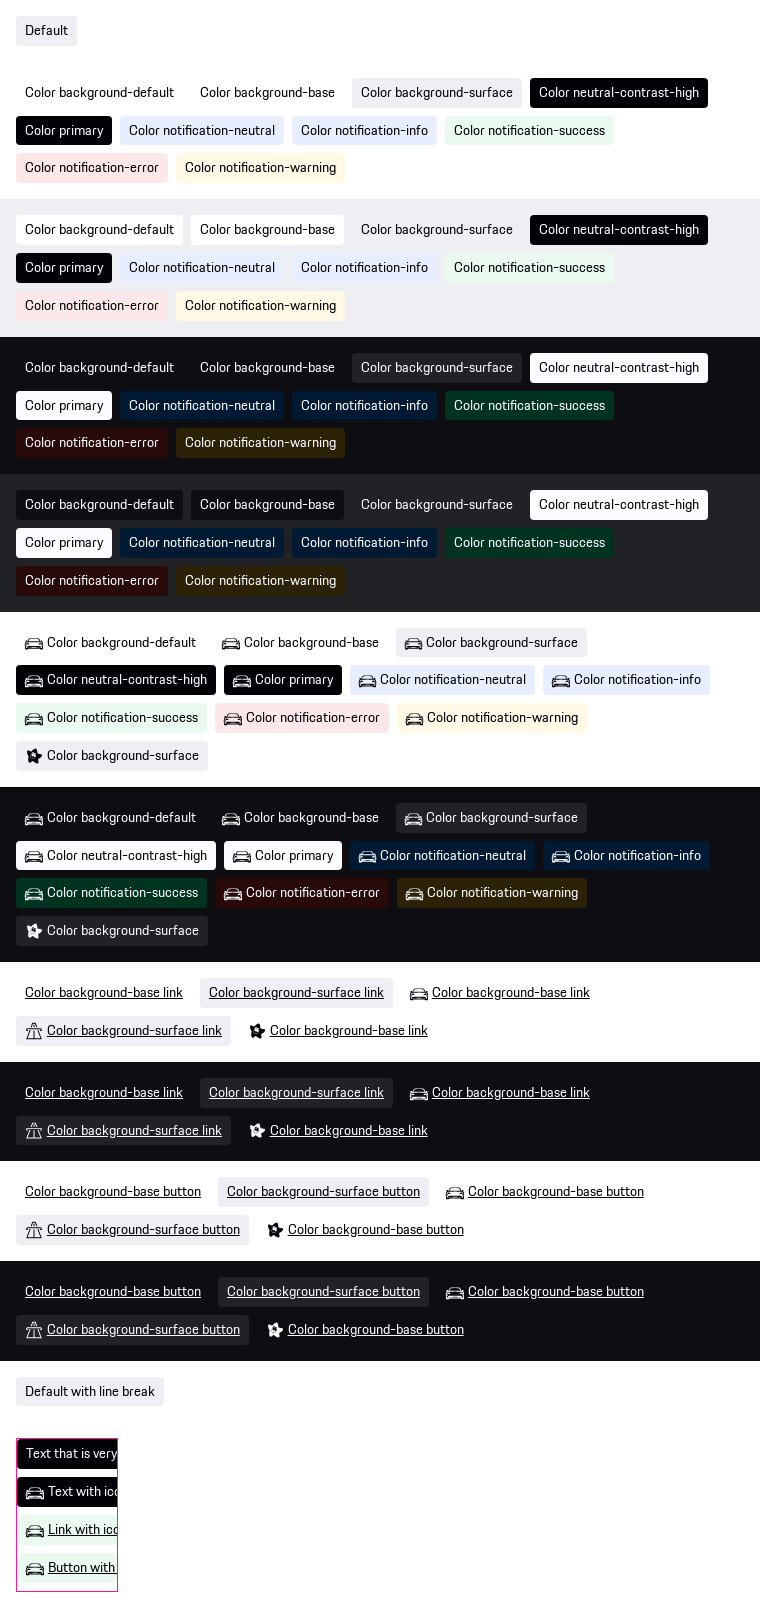 Default
Color background-default Color background-base Color background-surface Color neutral-contrast-high
Color primary Color notification-neutral Color notification-info Color notification-success
Color notification-error Color notification-warning
Color background-default Color background-base Color background-surface Color neutral-contrast-high
Color primary Color notification-neutral Color notification-info Color notification-success
Color notification-error Color notification-warning
Color background-default Color background-base Color background-surface Color neutral-contrast-high
Color primary Color notification-neutral Color notification-info Color notification-success
Color notification-error Color notification-warning
Color background-default Color background-base Color background-surface Color neutral-contrast-high
Color primary Color notification-neutral Color notification-info Color notification-success
Color notification-error Color notification-warning
Color background-default Color background-base Color background-surface
Color neutral-contrast-high Color primary Color notification-neutral Color notification-info
Color notification-success Color notification-error Color notification-warning
Color background-surface
Color background-default Color background-base Color background-surface
Color neutral-contrast-high Color primary Color notification-neutral Color notification-info
Color notification-success Color notification-error Color notification-warning
Color background-surface
Color background-base link Color background-surface link Color background-base link
Color background-surface link Color background-base link
Color background-base link Color background-surface link Color background-base link
Color background-surface link Color background-base link
Color background-base button Color background-surface button Color background-base button
Color background-surface button Color background-base button
Color background-base button Color background-surface button Color background-base button
Color background-surface button Color background-base button
Default with line break
Text that is very
Text with ico
Link with ico
Button with